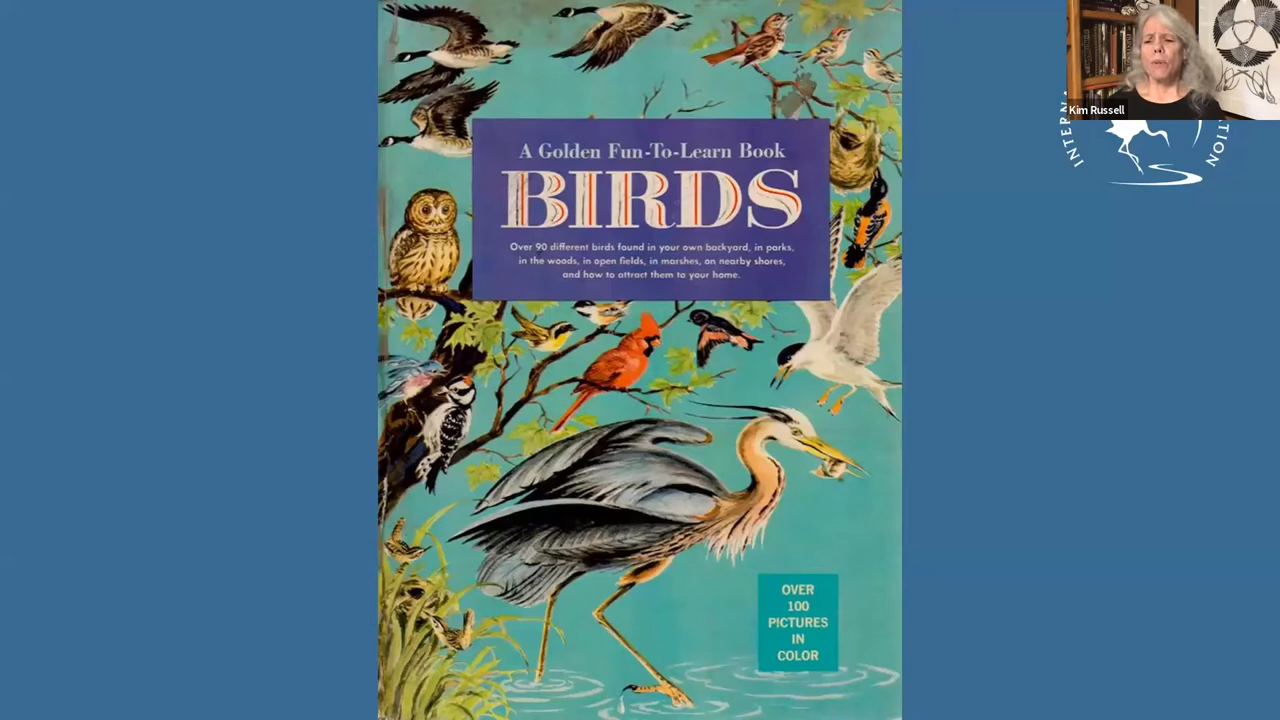 A Golden Fun-To-Learn Book
BIRDS
Over 90 different birds found in your own backyard, in parks,
in the woods, in open fields, in marshes, on nearby shores,
and how to attract them to your home.
OVER
100
PICTURES
IN
COLOR
Kim Russell